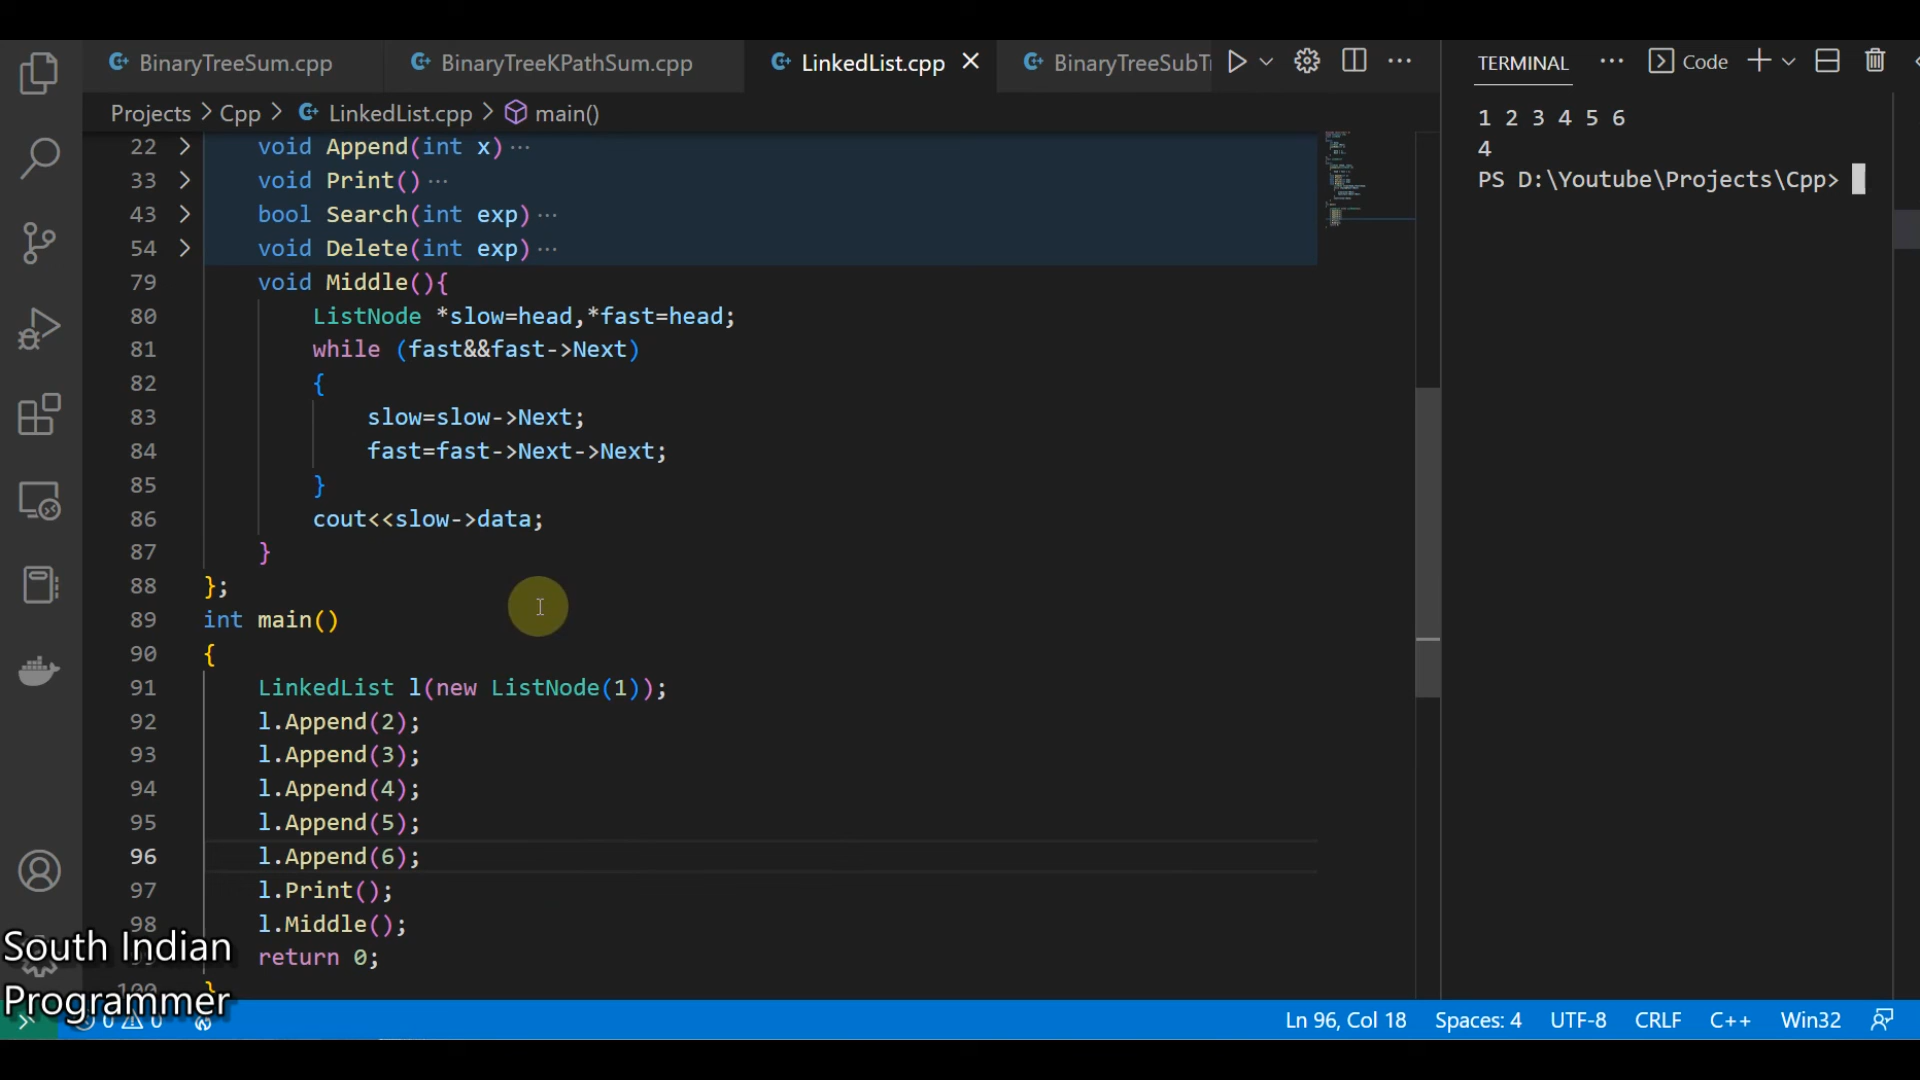 BinaryTreeSum.cpp BinaryTreeKPathSum.cpp LinkedList.cpp BinaryTreeSubTr
Projects > Cpp > LinkedList.cpp > main()
22 void Append(int x)···
33 void Print()···
43 bool Search(int exp)···
54 void Delete(int exp)···
79 void Middle(){
80 ListNode *slow=head,*fast=head;
81 while (fast&&fast->Next)
82 {
83 slow=slow->Next;
84 fast=fast->Next->Next;
85 }
86 cout<<slow->data;
87 }
88 };
89 int main()
90 {
91 LinkedList l(new ListNode(1));
92 l.Append(2);
93 l.Append(3);
94 l.Append(4);
95 l.Append(5);
96 l.Append(6);
97 l.Print();
98 l.Middle();
return 0;
100 }
TERMINAL ··· Code
1 2 3 4 5 6
4
PS D:\Youtube\Projects\Cpp>
South Indian
Programmer
0 0 Ln 96, Col 18 Spaces: 4 UTF-8 CRLF C++ Win32